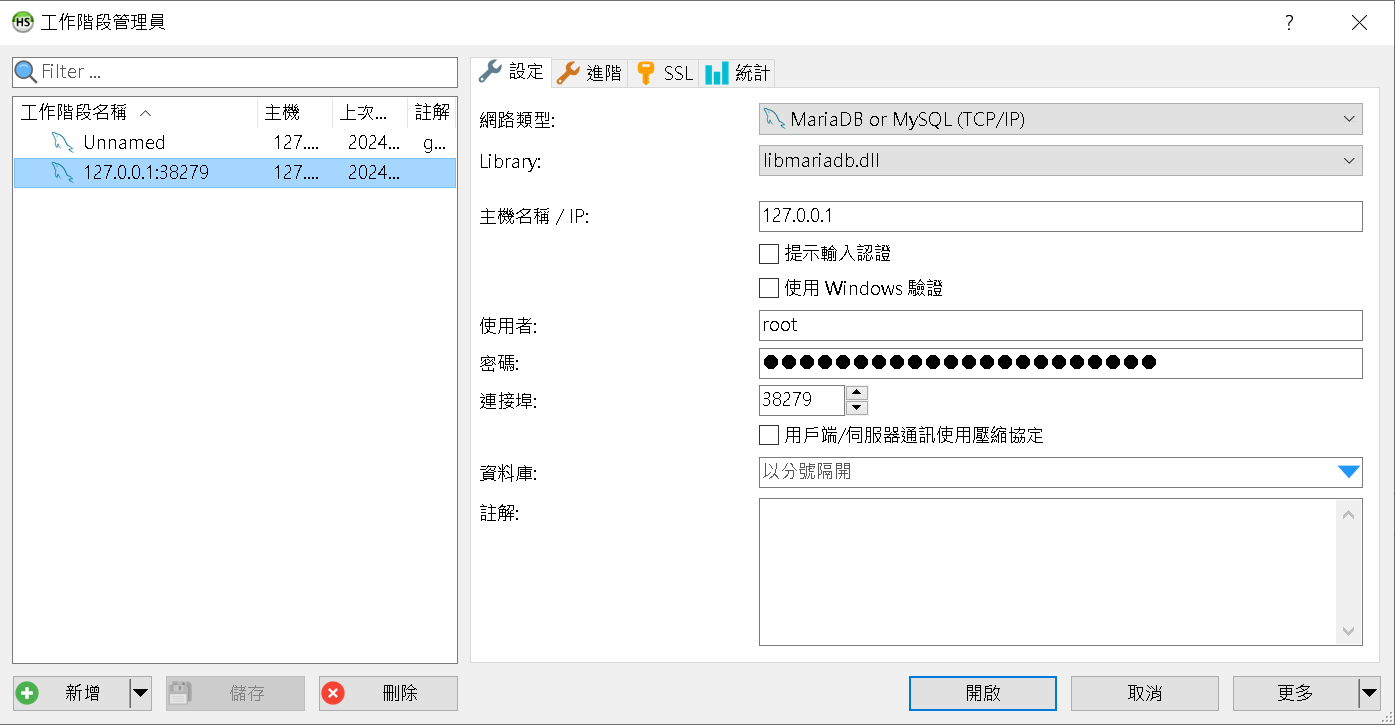 HS 工作階段管理員 ?
Filter ...
工作階段名稱 主機 上次... 註解
Unnamed 127.... 2024... g...
127.0.0.1:38279 127.... 2024...
設定 進階 SSL 統計
網路類型: MariaDB or MySQL (TCP/IP)
Library: libmariadb.dll
主機名稱 / IP: 127.0.0.1
提示輸入認證
使用 Windows 驗證
使用者: root
密碼: ●●●●●●●●●●●●●●●●●●●●●●
連接埠: 38279
用戶端/伺服器通訊使用壓縮協定
資料庫: 以分號隔開
註解:
新增 儲存 刪除 開啟 取消 更多